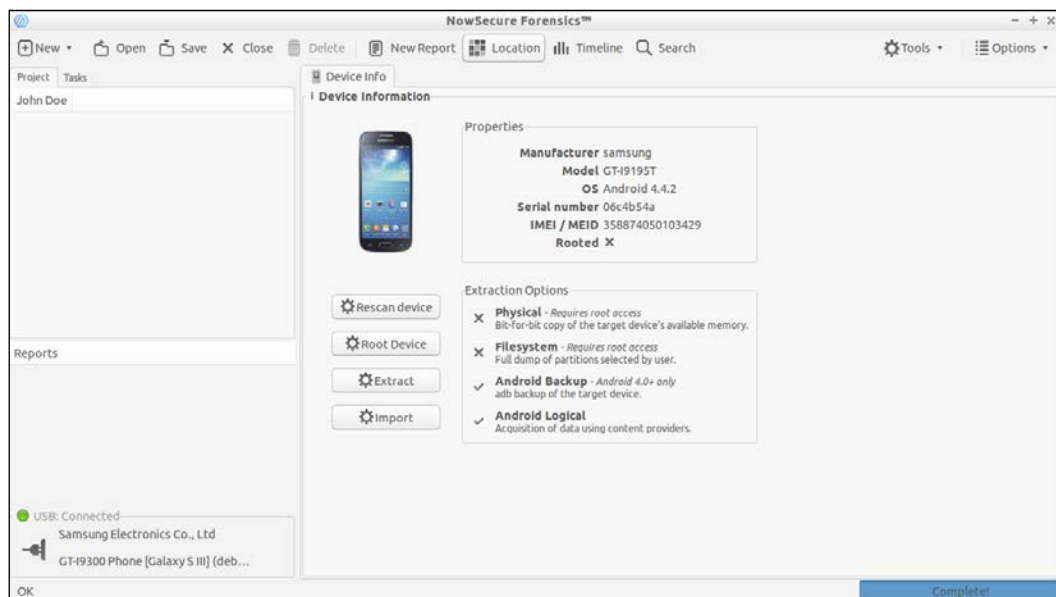 NowSecure Forensics™
New Open Save Close Delete New Report Location Timeline Search Tools Options
Project Tasks
John Doe
Device Info
Device Information
Properties
Manufacturer samsung
Model GT-I9195T
OS Android 4.4.2
Serial number 06c4b54a
IMEI / MEID 358874050103429
Rooted
Rescan device
Root Device
Extract
Import
Extraction Options
Physical - Requires root access
Bit-for-bit copy of the target device's available memory.
Filesystem - Requires root access
Full dump of partitions selected by user.
Android Backup - Android 4.0+ only
adb backup of the target device.
Android Logical
Acquisition of data using content providers.
Reports
USB: Connected
Samsung Electronics Co., Ltd
GT-I9300 Phone [Galaxy S III] (deb...
OK
Complete!